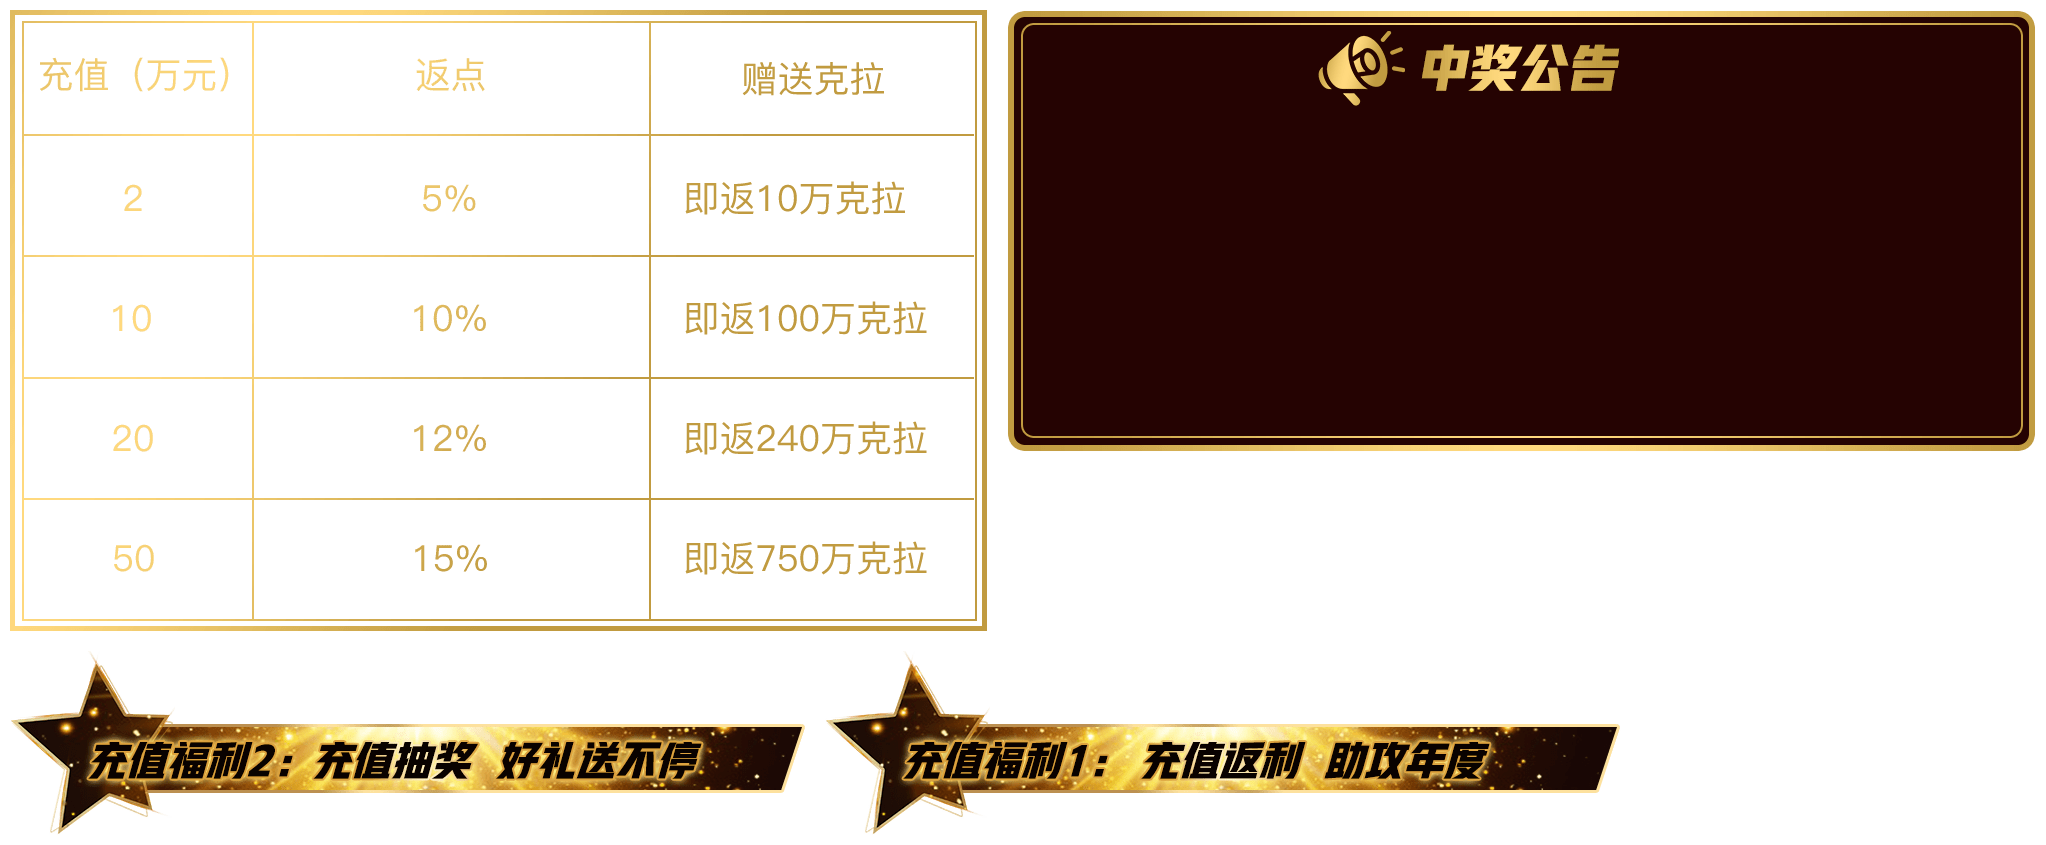 充值（万元） 返点 赠送克拉
2 5% 即返10万克拉
10 10% 即返100万克拉
20 12% 即返240万克拉
50 15% 即返750万克拉
中奖公告
充值福利2：充值抽奖 好礼送不停
充值福利1： 充值返利 助攻年度